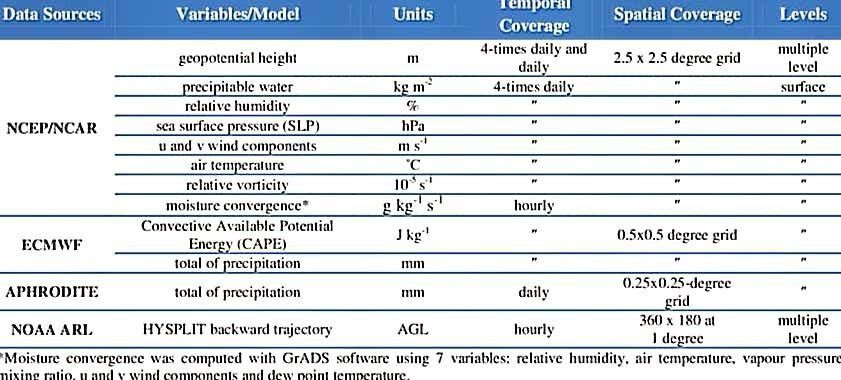 Data Sources Variables/Model Units Temporal Coverage Spatial Coverage Levels
NCEP/NCAR
geopotential height m 4-times daily and daily 2.5 x 2.5 degree grid multiple level
precipitable water kg m⁻² 4-times daily " surface
relative humidity % " " "
sea surface pressure (SLP) hPa " " "
u and v wind components m s⁻¹ " " "
air temperature °C " " "
relative vorticity 10⁻⁵ s⁻¹ " " "
moisture convergence* g kg⁻¹ s⁻¹ hourly " "
ECMWF
Convective Available Potential Energy (CAPE) J kg⁻¹ " 0.5x0.5 degree grid "
total of precipitation mm " " "
APHRODITE total of precipitation mm daily 0.25x0.25-degree grid "
NOAA ARL HYSPLIT backward trajectory AGL hourly 360 x 180 at 1 degree multiple level
*Moisture convergence was computed with GrADS software using 7 variables; relative humidity, air temperature, vapour pressure
mixing ratio, u and v wind components and dew point temperature.